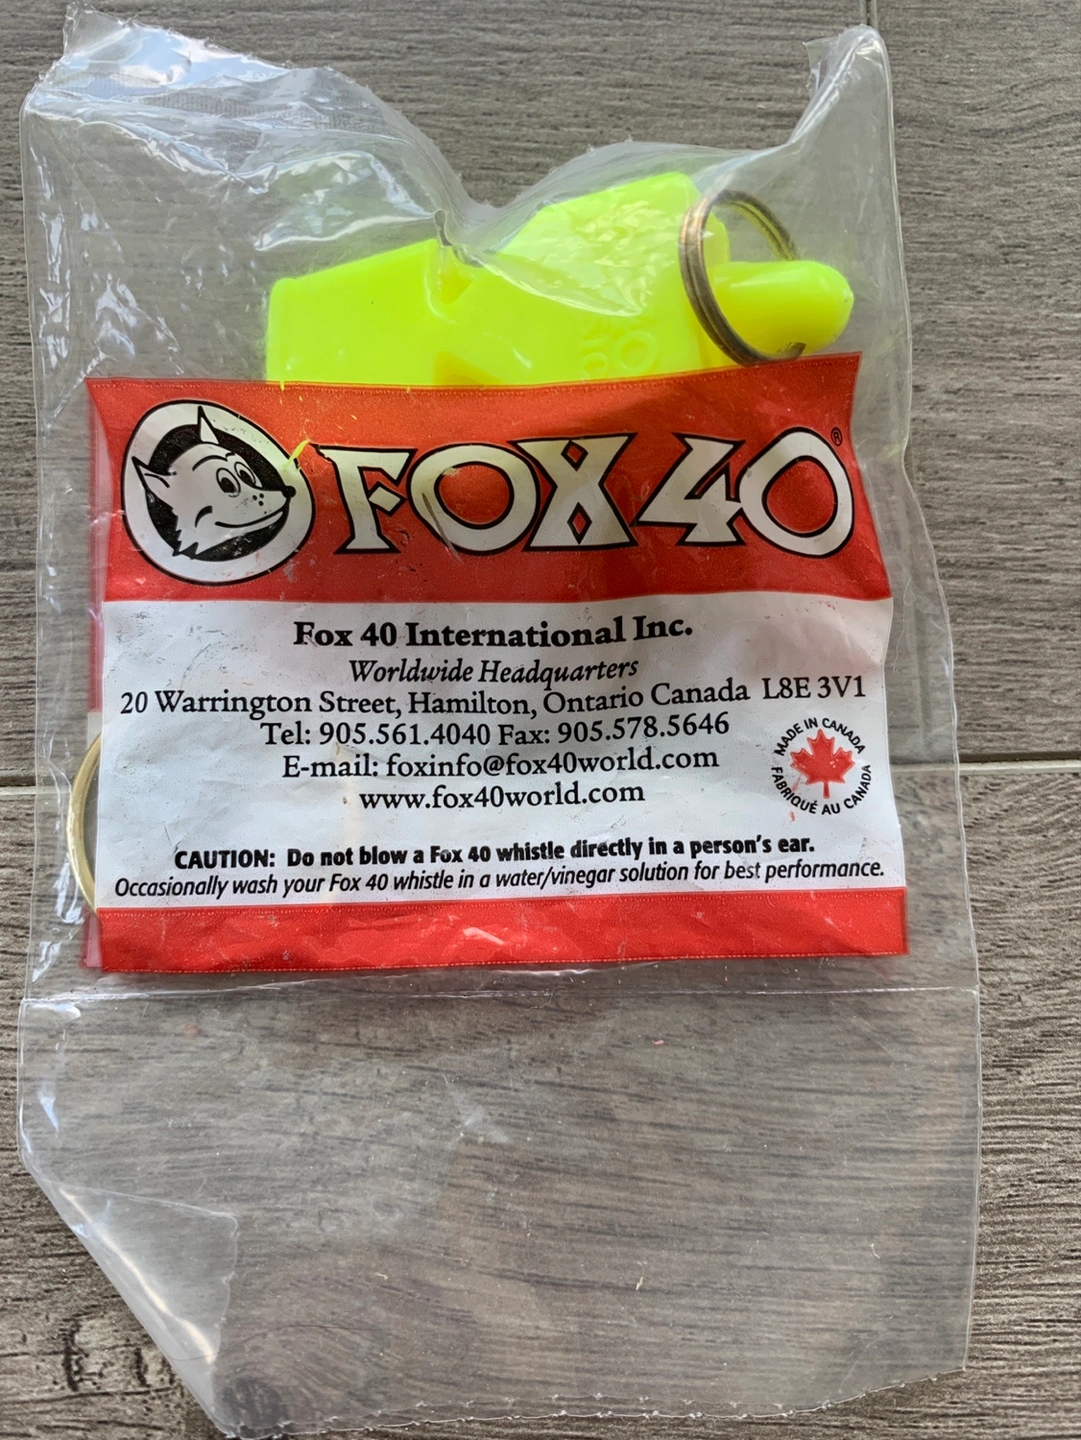 FOX 40®
Fox 40 International Inc.
Worldwide Headquarters
20 Warrington Street, Hamilton, Ontario Canada L8E 3V1
Tel: 905.561.4040 Fax: 905.578.5646
E-mail: foxinfo@fox40world.com
www.fox40world.com
MADE IN CANADA
FABRIQUÉ AU CANADA
CAUTION: Do not blow a Fox 40 whistle directly in a person's ear.
Occasionally wash your Fox 40 whistle in a water/vinegar solution for best performance.